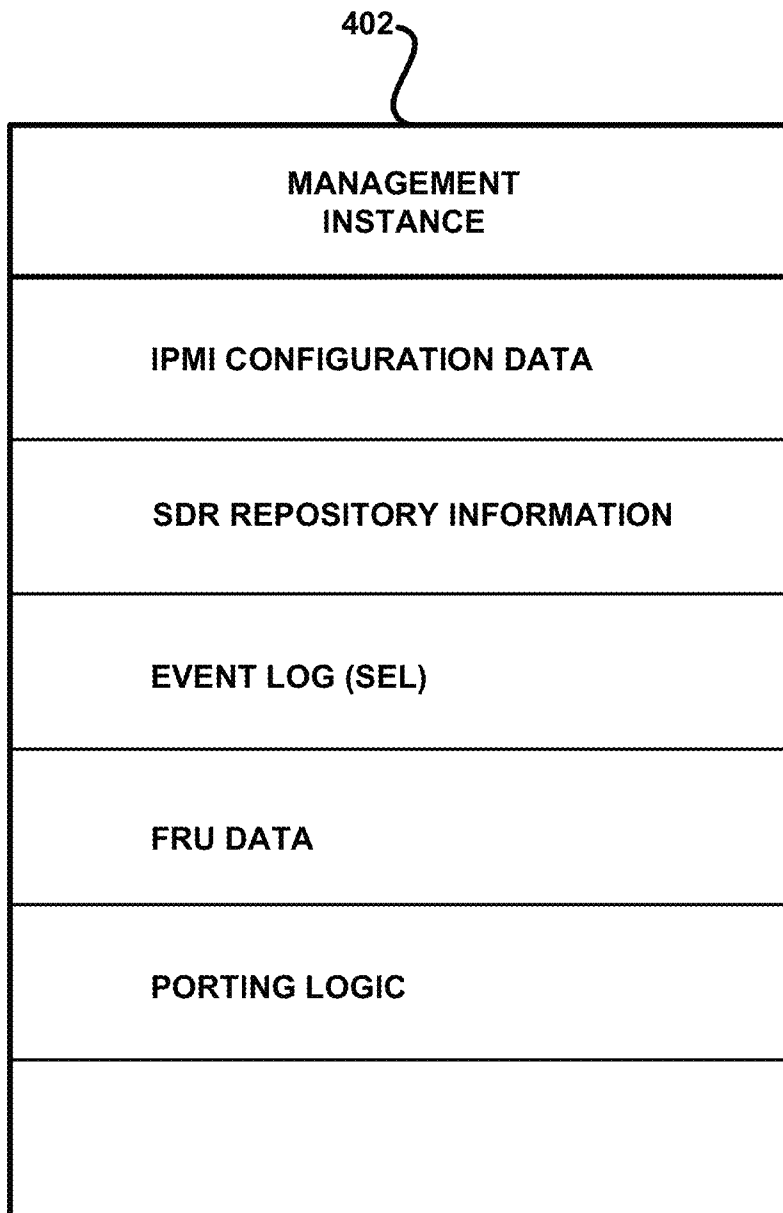 402
MANAGEMENT
INSTANCE
IPMI CONFIGURATION DATA
SDR REPOSITORY INFORMATION
EVENT LOG (SEL)
FRU DATA
PORTING LOGIC